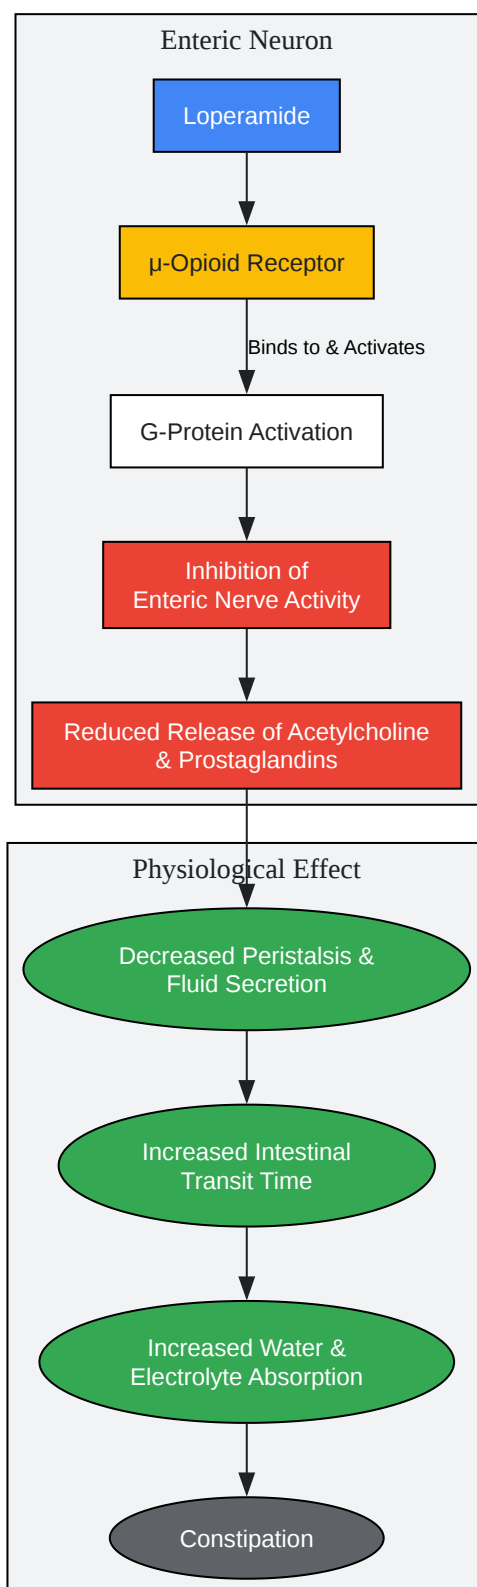 Enteric Neuron
Loperamide
μ-Opioid Receptor
Binds to & Activates
G-Protein Activation
Inhibition of
Enteric Nerve Activity
Reduced Release of Acetylcholine
& Prostaglandins
Physiological Effect
Decreased Peristalsis &
Fluid Secretion
Increased Intestinal
Transit Time
Increased Water &
Electrolyte Absorption
Constipation